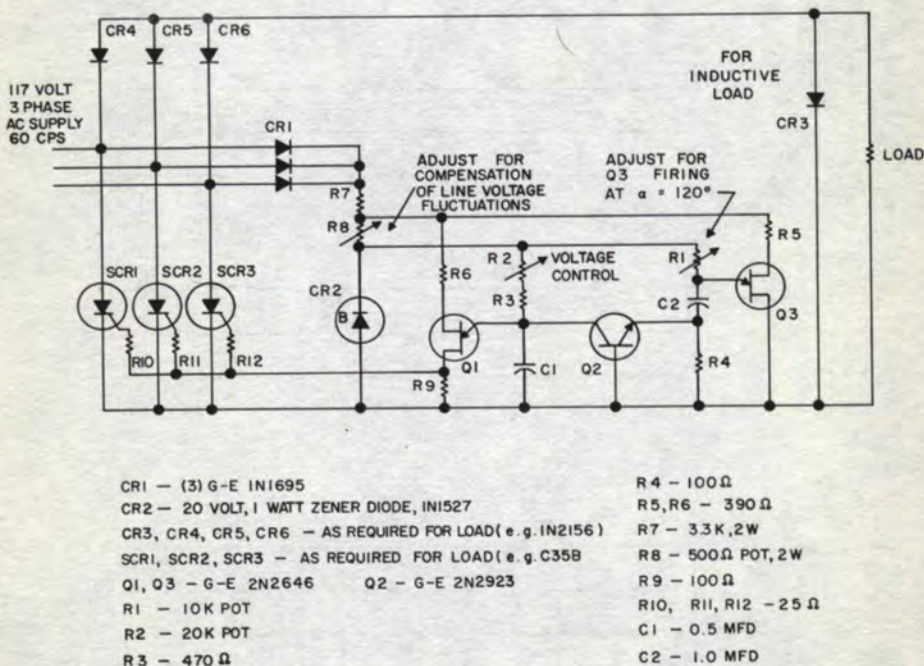 CR4
CR5
CR6
117 VOLT
3 PHASE
AC SUPPLY
60 CPS
CR1
FOR
INDUCTIVE
LOAD
CR3
LOAD
ADJUST FOR
COMPENSATION
OF LINE VOLTAGE
FLUCTUATIONS
ADJUST FOR
Q3 FIRING
AT α = 120°
R7
R8
R5
R2
VOLTAGE
CONTROL
R1
R6
R3
C2
Q3
SCR1
SCR2
SCR3
CR2
B
R10
R11
R12
Q1
C1
Q2
R4
R9
CR1 — (3) G-E 1N1695
CR2 — 20 VOLT, 1 WATT ZENER DIODE, 1N1527
CR3, CR4, CR5, CR6 — AS REQUIRED FOR LOAD (e.g. 1N2156)
SCR1, SCR2, SCR3 — AS REQUIRED FOR LOAD (e.g. C35B
Q1, Q3 - G-E 2N2646 Q2 - G-E 2N2923
R1 — 10K POT
R2 — 20K POT
R3 — 470 Ω
R4 — 100 Ω
R5, R6 — 390 Ω
R7 — 3.3K, 2W
R8 — 500Ω POT, 2W
R9 — 100 Ω
R10, R11, R12 - 25 Ω
C1 — 0.5 MFD
C2 — 1.0 MFD